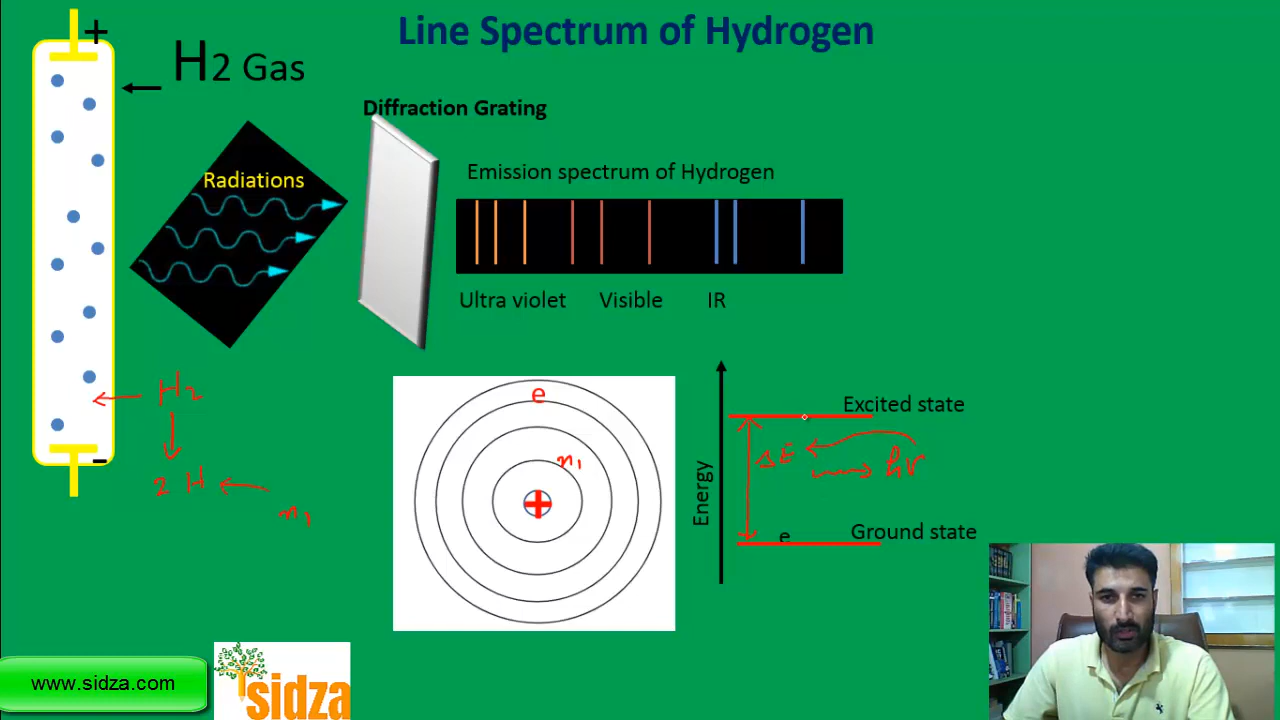 Line Spectrum of Hydrogen
+
H2 Gas
Diffraction Grating
Radiations
Emission spectrum of Hydrogen
Ultra violet Visible IR
H2
2 H
n1
-
e
n1
+
Energy
Excited state
ΔE
hν
e
Ground state
www.sidza.com
sidza